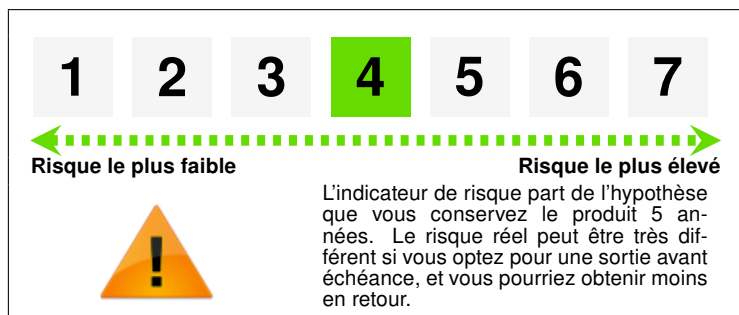 1 2 3 4 5 6 7
Risque le plus faible Risque le plus élevé
L'indicateur de risque part de l'hypothèse
que vous conservez le produit 5 an-
nées. Le risque réel peut être très dif-
férent si vous optez pour une sortie avant
échéance, et vous pourriez obtenir moins
en retour.